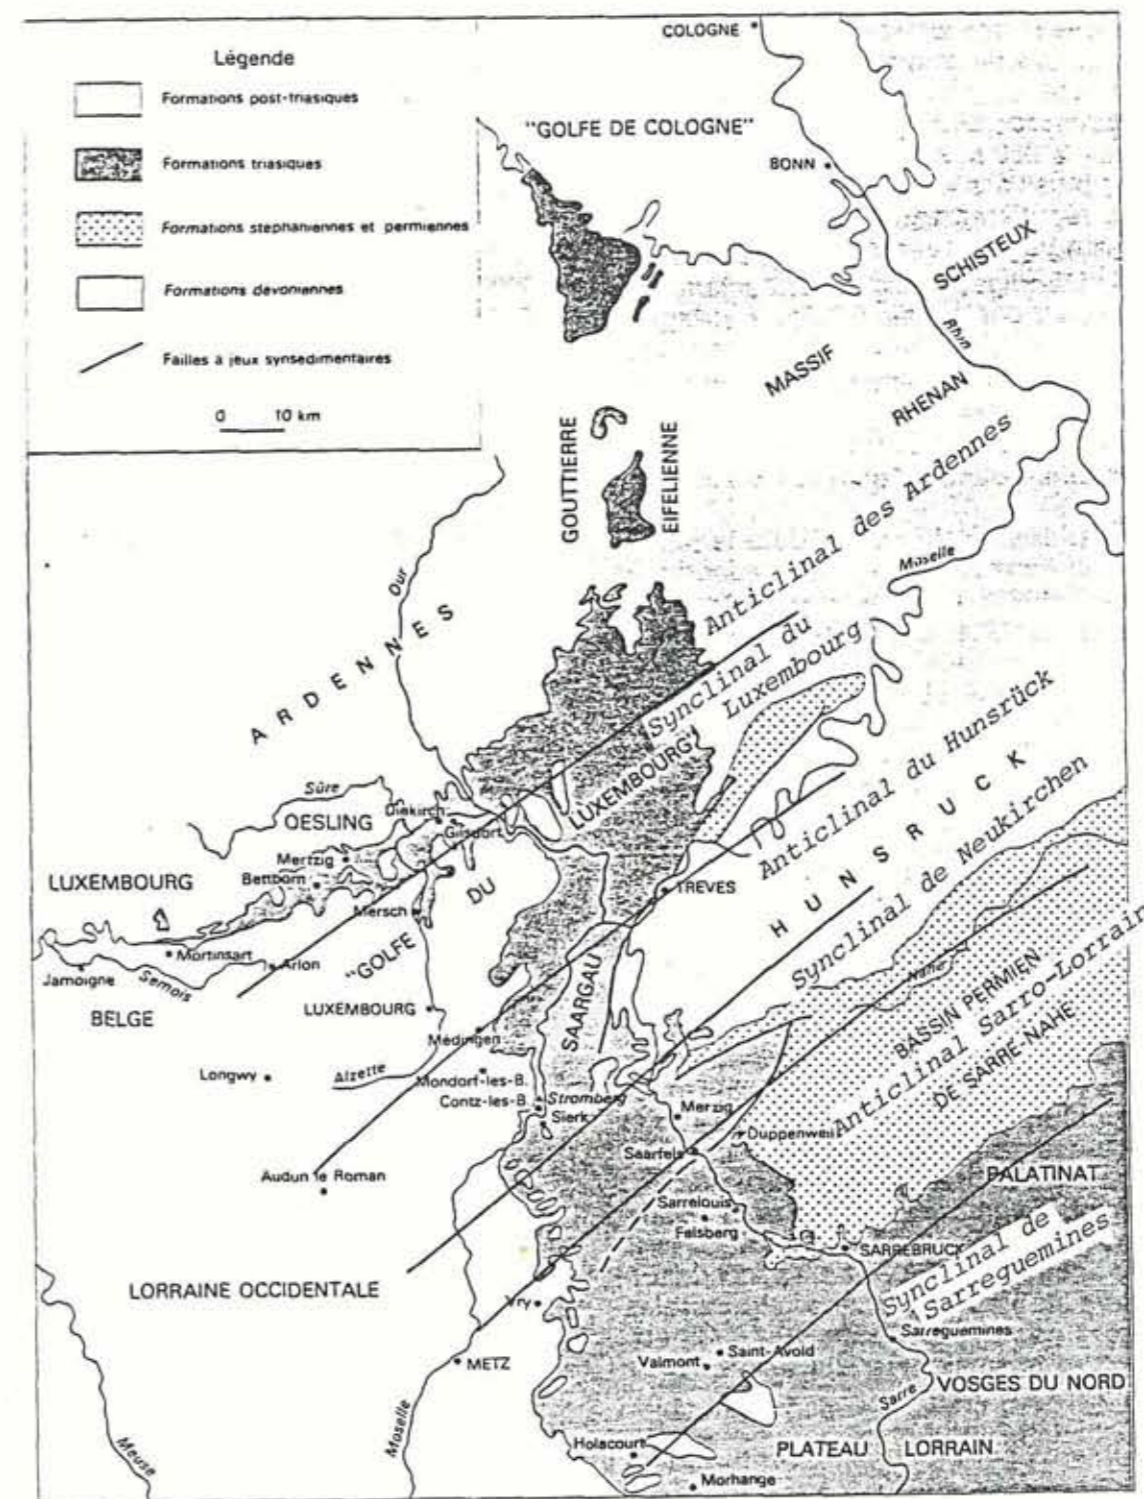 Légende
Formations post-triasiques
Formations triasiques
Formations stephaniennes et permiennes
Formations dévoniennes
Failles à jeux synsedimentaires
0 10 km
COLOGNE
"GOLFE DE COLOGNE"
BONN
SCHISTEUX
Rhin
MASSIF
RHENAN
GOUTTIERRE
EIFELIENNE
Anticlinal des Ardennes
Moselle
Our
ARDENNES
Synclinal du
Luxembourg
LUXEMBOURG"
Anticlinal du Hunsrück
HUNSRUCK
Synclinal de Neukirchen
Sûre
OESLING
Diekirch
Gilsdorf
Mertzig
Bettborn
LUXEMBOURG
DU
TREVES
Mersch
"GOLFE
Mortinsart
Arlon
Jamoigne
Semois
BELGE
LUXEMBOURG
SAARGAU
Nahe
BASSIN PERMIEN
Anticlinal Sarro-Lorrain
DE SARRE NAHE
Medingen
Longwy
Alzette
Mondorf-les-B.
Contz-les-B.
Stromberg
Sierk
Merzig
Duppenweil
Saarfels
PALATINAT
Audun le Roman
Sarrelouis
Felsberg
SARREBRUCK
Synclinal de
Sarreguemines
LORRAINE OCCIDENTALE
Vry
Sarreguemines
METZ
Saint-Avold
Valmont
VOSGES DU NORD
Sarre
Meuse
Moselle
Holacourt
PLATEAU LORRAIN
Morhange